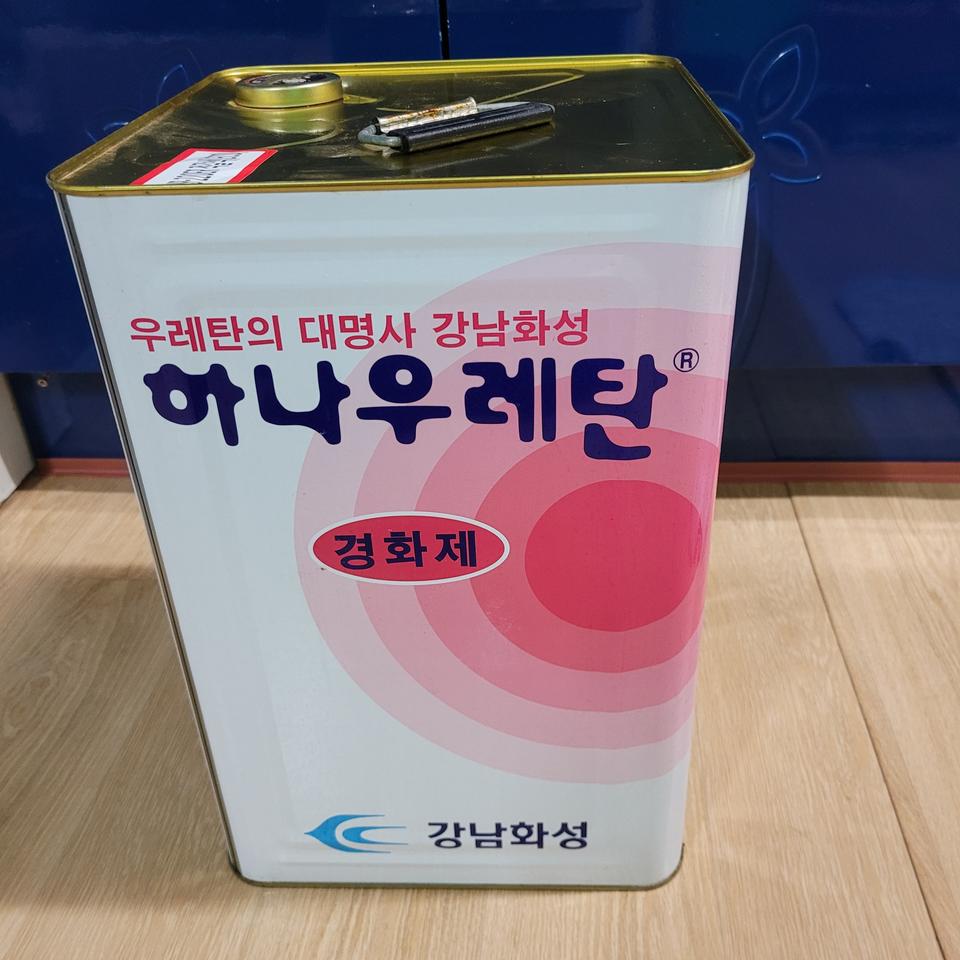 우레탄의 대명사 강남화성
하나우레탄®
경화제
강남화성